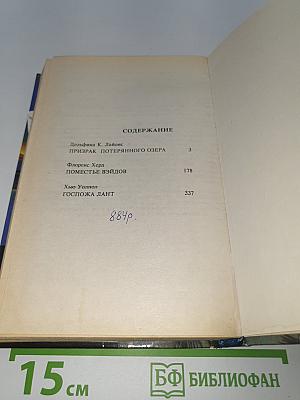 СОДЕРЖАНИЕ
Дельфина К. Лайонс
ПРИЗРАК ПОТЕРЯННОГО ОЗЕРА 3
Флоренс Херд
ПОМЕСТЬЕ ВЭЙДОВ 178
Хью Уолпол
ГОСПОЖА ЛАНТ 337
884р.
15 см
БФ БИБЛИОФАН